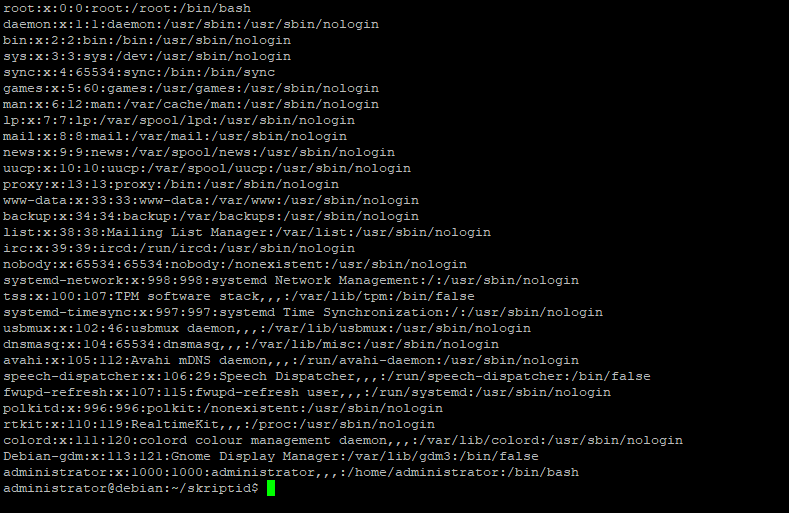 root:x:0:0:root:/root:/bin/bash
daemon:x:1:1:daemon:/usr/sbin:/usr/sbin/nologin
bin:x:2:2:bin:/bin:/usr/sbin/nologin
sys:x:3:3:sys:/dev:/usr/sbin/nologin
sync:x:4:65534:sync:/bin:/bin/sync
games:x:5:60:games:/usr/games:/usr/sbin/nologin
man:x:6:12:man:/var/cache/man:/usr/sbin/nologin
lp:x:7:7:lp:/var/spool/lpd:/usr/sbin/nologin
mail:x:8:8:mail:/var/mail:/usr/sbin/nologin
news:x:9:9:news:/var/spool/news:/usr/sbin/nologin
uucp:x:10:10:uucp:/var/spool/uucp:/usr/sbin/nologin
proxy:x:13:13:proxy:/bin:/usr/sbin/nologin
www-data:x:33:33:www-data:/var/www:/usr/sbin/nologin
backup:x:34:34:backup:/var/backups:/usr/sbin/nologin
list:x:38:38:Mailing List Manager:/var/list:/usr/sbin/nologin
irc:x:39:39:ircd:/run/ircd:/usr/sbin/nologin
nobody:x:65534:65534:nobody:/nonexistent:/usr/sbin/nologin
systemd-network:x:998:998:systemd Network Management:/:/usr/sbin/nologin
tss:x:100:107:TPM software stack,,,:/var/lib/tpm:/bin/false
systemd-timesync:x:997:997:systemd Time Synchronization:/:/usr/sbin/nologin
usbmux:x:102:46:usbmux daemon,,,:/var/lib/usbmux:/usr/sbin/nologin
dnsmasq:x:104:65534:dnsmasq,,,:/var/lib/misc:/usr/sbin/nologin
avahi:x:105:112:Avahi mDNS daemon,,,:/run/avahi-daemon:/usr/sbin/nologin
speech-dispatcher:x:106:29:Speech Dispatcher,,,:/run/speech-dispatcher:/bin/false
fwupd-refresh:x:107:115:fwupd-refresh user,,,:/run/systemd:/usr/sbin/nologin
polkitd:x:996:996:polkit:/nonexistent:/usr/sbin/nologin
rtkit:x:110:119:RealtimeKit,,,:/proc:/usr/sbin/nologin
colord:x:111:120:colord colour management daemon,,,:/var/lib/colord:/usr/sbin/nologin
Debian-gdm:x:113:121:Gnome Display Manager:/var/lib/gdm3:/bin/false
administrator:x:1000:1000:administrator,,,:/home/administrator:/bin/bash
administrator@debian:~/skriptid$